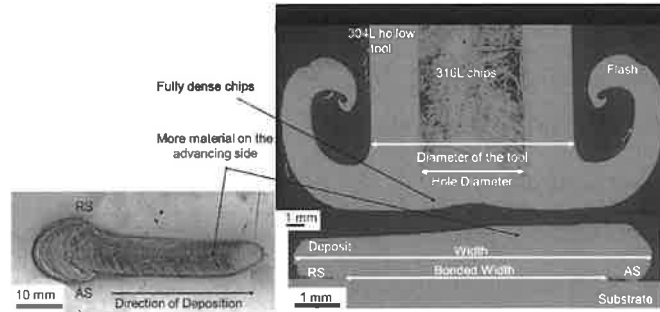 304L hollow
tool
316L chips
Flash
Fully dense chips
More material on the
advancing side
Diameter of the tool
Hole Diameter
1 mm
RS
AS
10 mm
Direction of Deposition
Deposit
Width
RS
Bonded Width
AS
1 mm
Substrate